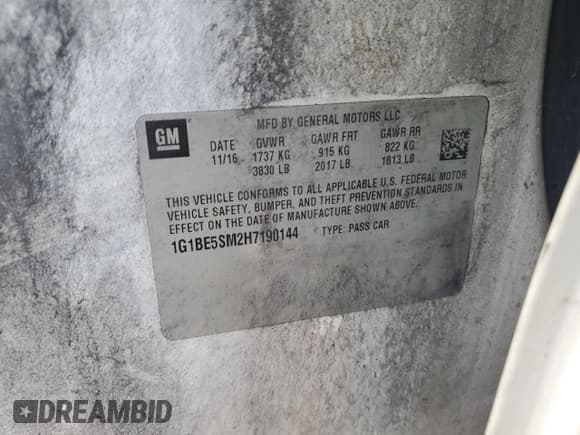 GM
MFD BY GENERAL MOTORS LLC
DATE GVWR GAWR FRT GAWR RR
11/16 1737 KG 915 KG 822 KG
3830 LB 2017 LB 1813 LB
THIS VEHICLE CONFORMS TO ALL APPLICABLE U.S. FEDERAL MOTOR
VEHICLE SAFETY, BUMPER, AND THEFT PREVENTION STANDARDS IN
EFFECT ON THE DATE OF MANUFACTURE SHOWN ABOVE.
1G1BE5SM2H7190144 TYPE: PASS CAR
DREAMBID